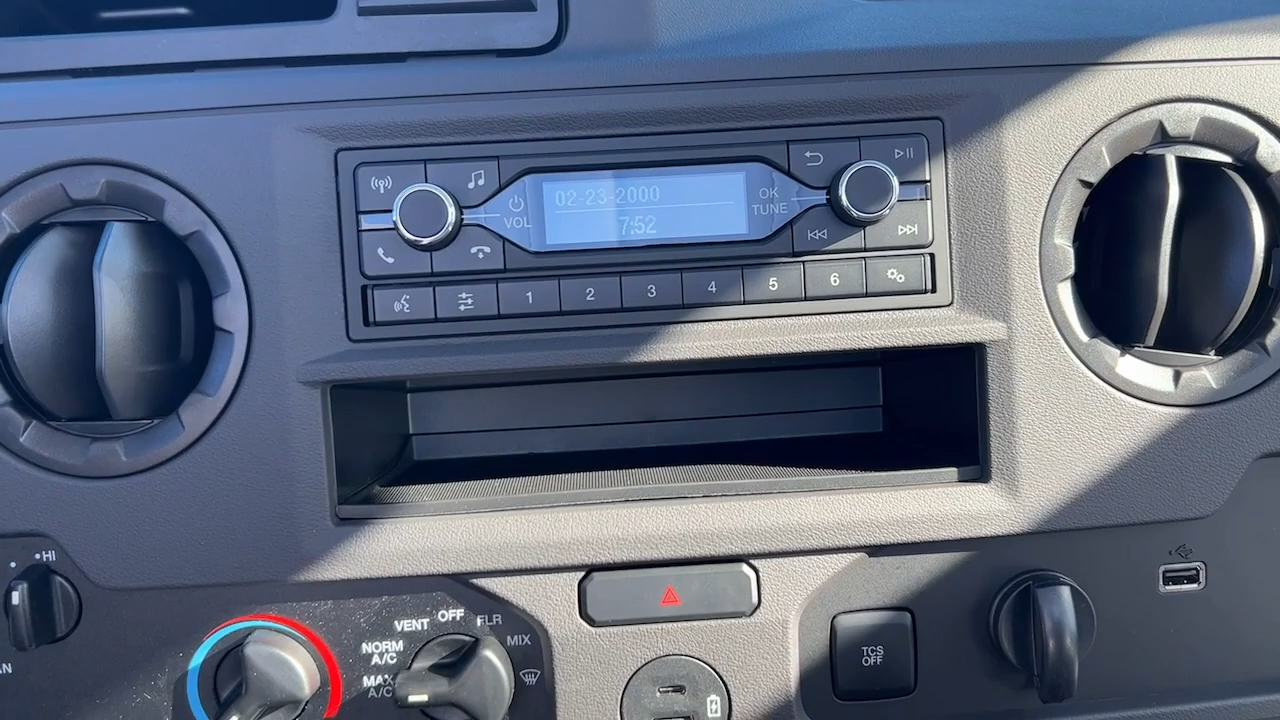 02-23-2000
7:52
VOL
OK
TUNE
1 2 3 4 5 6
HI
AN
OFF
VENT
FLR
NORM
A/C
MIX
MAX
A/C
TCS
OFF